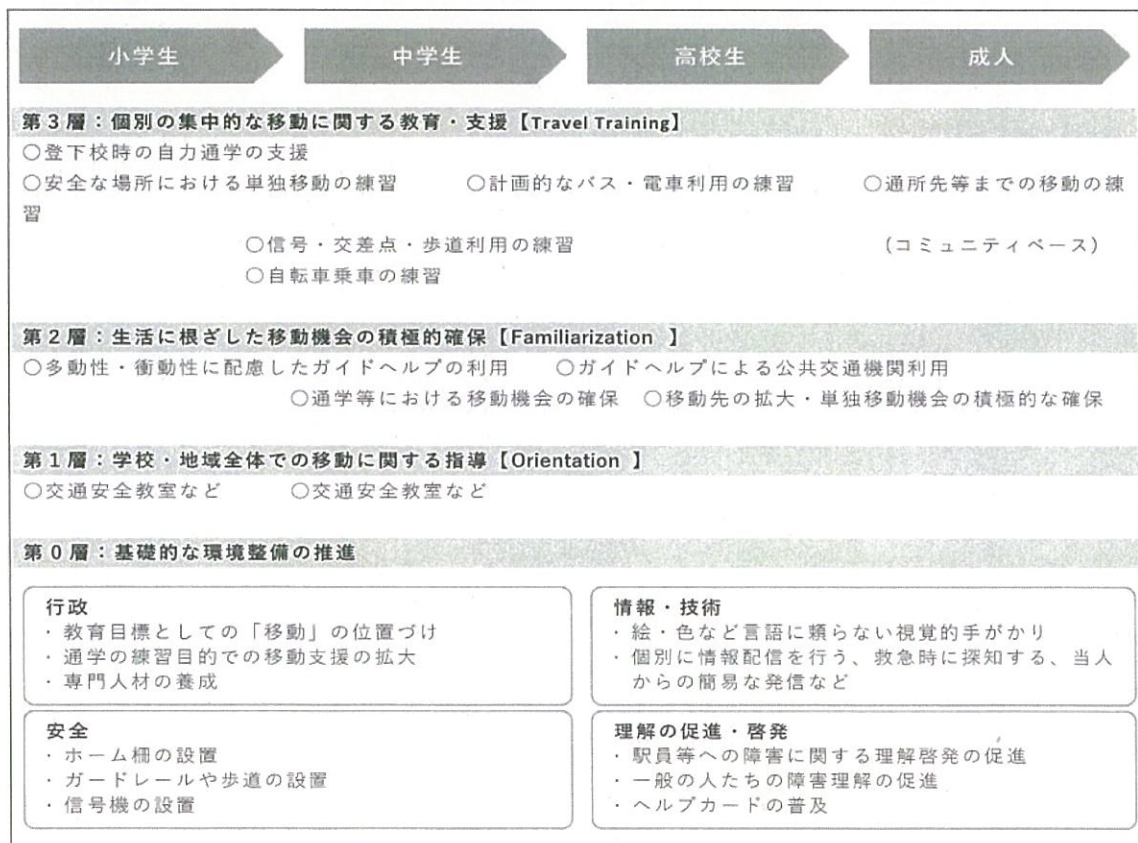 小学生 中学生 高校生 成人
第3層：個別の集中的な移動に関する教育・支援【Travel Training】
○登下校時の自力通学の支援
○安全な場所における単独移動の練習 ○計画的なバス・電車利用の練習 ○通所先等までの移動の練
習
○信号・交差点・歩道利用の練習 （コミュニティベース）
○自転車乗車の練習
第2層：生活に根ざした移動機会の積極的確保【Familiarization 】
○多動性・衝動性に配慮したガイドヘルプの利用 ○ガイドヘルプによる公共交通機関利用
○通学等における移動機会の確保 ○移動先の拡大・単独移動機会の積極的な確保
第1層：学校・地域全体での移動に関する指導【Orientation 】
○交通安全教室など ○交通安全教室など
第0層：基礎的な環境整備の推進
行政
・教育目標としての「移動」の位置づけ
・通学の練習目的での移動支援の拡大
・専門人材の養成
情報・技術
・絵・色など言語に頼らない視覚的手がかり
・個別に情報配信を行う、救急時に探知する、当人
からの簡易な発信など
安全
・ホーム柵の設置
・ガードレールや歩道の設置
・信号機の設置
理解の促進・啓発
・駅員等への障害に関する理解啓発の促進
・一般の人たちの障害理解の促進
・ヘルプカードの普及